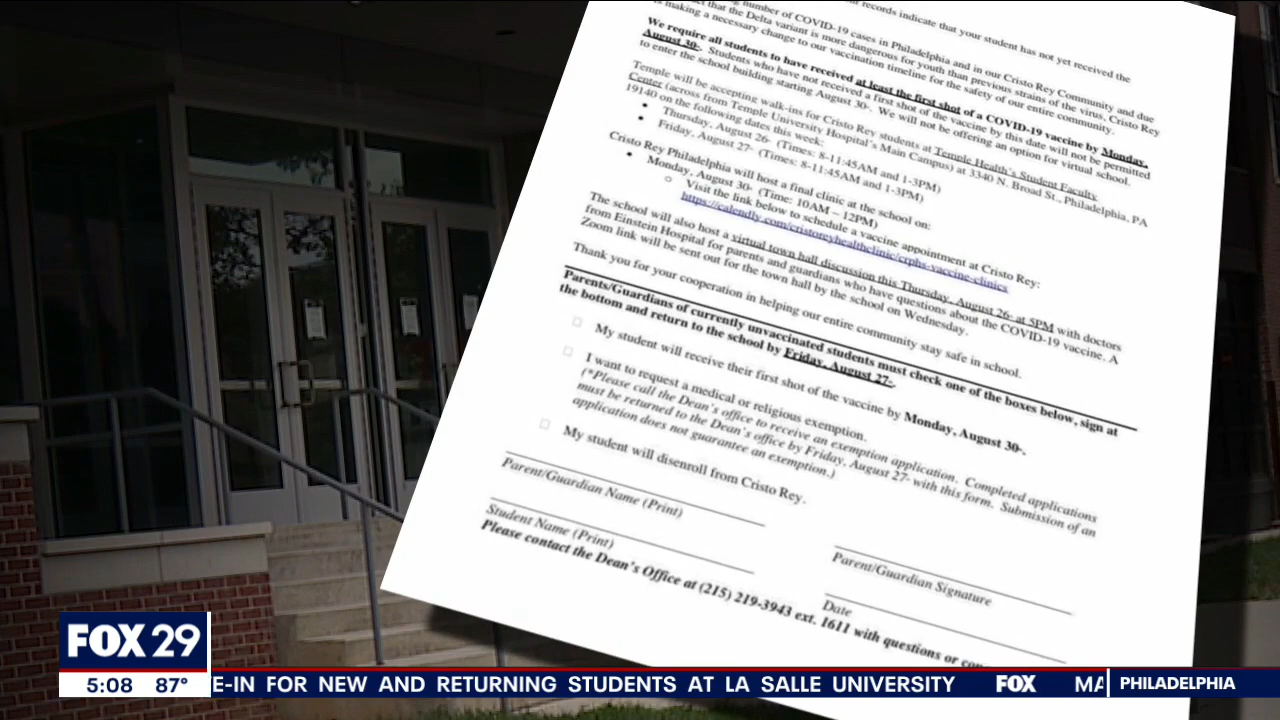 r records indicate that your student has not yet received the
number of COVID-19 cases in Philadelphia and in our Cristo Rey Community and due
that the Delta variant is more dangerous for youth than previous strains of the virus, Cristo Rey
making a necessary change to our vaccination timeline for the safety of our entire community.
We require all students to have received at least the first shot of a COVID-19 vaccine by Monday,
August 30-. Students who have not received a first shot of the vaccine by this date will not be permitted
to enter the school building starting August 30-. We will not be offering an option for virtual school.
Temple will be accepting walk-ins for Cristo Rey students at Temple Health's Student Faculty
Center (across from Temple University Hospital's Main Campus) at 3340 N. Broad St., Philadelphia, PA
19140 on the following dates this week:
• Thursday, August 26- (Times: 8-11:45AM and 1-3PM)
• Friday, August 27- (Times: 8-11:45AM and 1-3PM)
Cristo Rey Philadelphia will host a final clinic at the school on:
• Monday, August 30- (Time: 10AM – 12PM)
○ Visit the link below to schedule a vaccine appointment at Cristo Rey:
https://calendly.com/cristoreyhealthclinic/crphs-vaccine-clinics
The school will also host a virtual town hall discussion this Thursday, August 26- at 5PM with doctors
from Einstein Hospital for parents and guardians who have questions about the COVID-19 vaccine. A
Zoom link will be sent out for the town hall by the school on Wednesday.
Thank you for your cooperation in helping our entire community stay safe in school.
Parents/Guardians of currently unvaccinated students must check one of the boxes below, sign at
the bottom and return to the school by Friday, August 27-.
My student will receive their first shot of the vaccine by Monday, August 30-.
I want to request a medical or religious exemption.
(*Please call the Dean's office to receive an exemption application. Completed applications
must be returned to the Dean's office by Friday, August 27- with this form. Submission of an
application does not guarantee an exemption.)
My student will disenroll from Cristo Rey.
Parent/Guardian Name (Print)
Parent/Guardian Signature
Student Name (Print)
Date
Please contact the Dean's Office at (215) 219-3943 ext. 1611 with questions or con
FOX 29
5:08 87°
E-IN FOR NEW AND RETURNING STUDENTS AT LA SALLE UNIVERSITY FOX MA
PHILADELPHIA